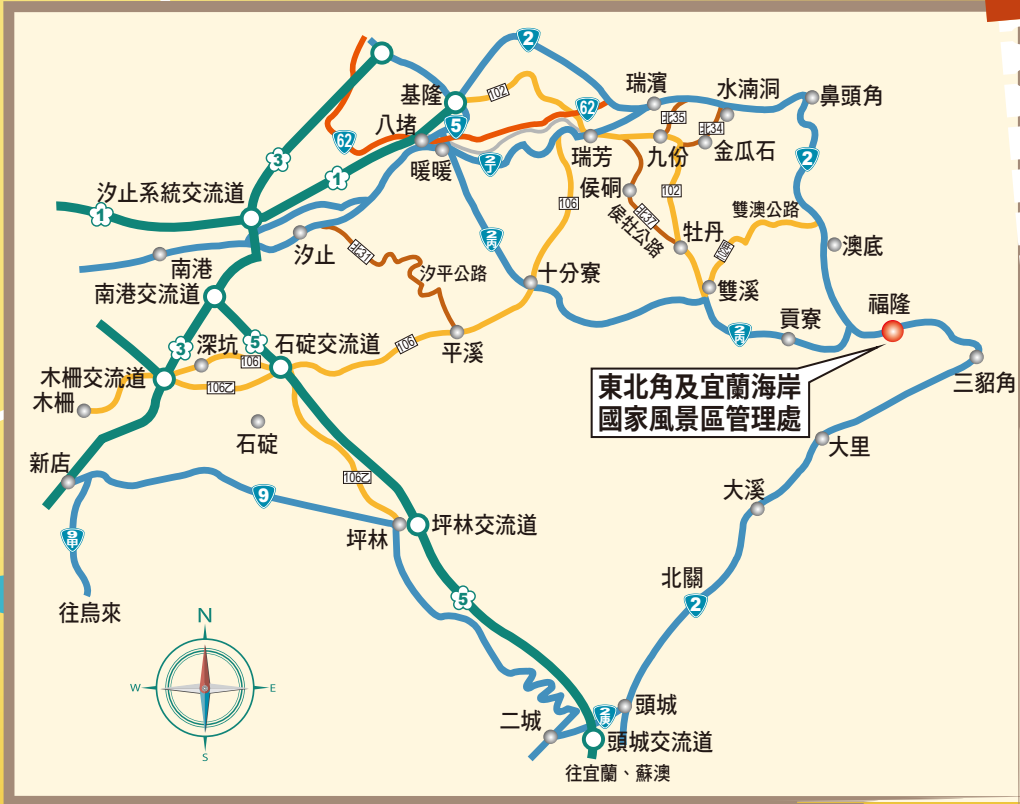 2
瑞濱
水湳洞
鼻頭角
基隆
102
62
北35
北34
八堵
5
62
瑞芳
九份
金瓜石
暖暖
2丁
2
3
1
汐止系統交流道
侯硐
102
1
106
北37
侯牡公路
雙澳公路
牡丹
102甲
2丙
澳底
汐止
北31
汐平公路
南港
南港交流道
十分寮
雙溪
福隆
3
5
深坑
106
石碇交流道
106
平溪
2丙
貢寮
木柵交流道
106乙
木柵
三貂角
東北角及宜蘭海岸
國家風景區管理處
石碇
大里
新店
106乙
9
大溪
坪林
坪林交流道
9甲
北關
往烏來
5
2
N
W
E
S
二城
2庚
頭城
頭城交流道
往宜蘭、蘇澳